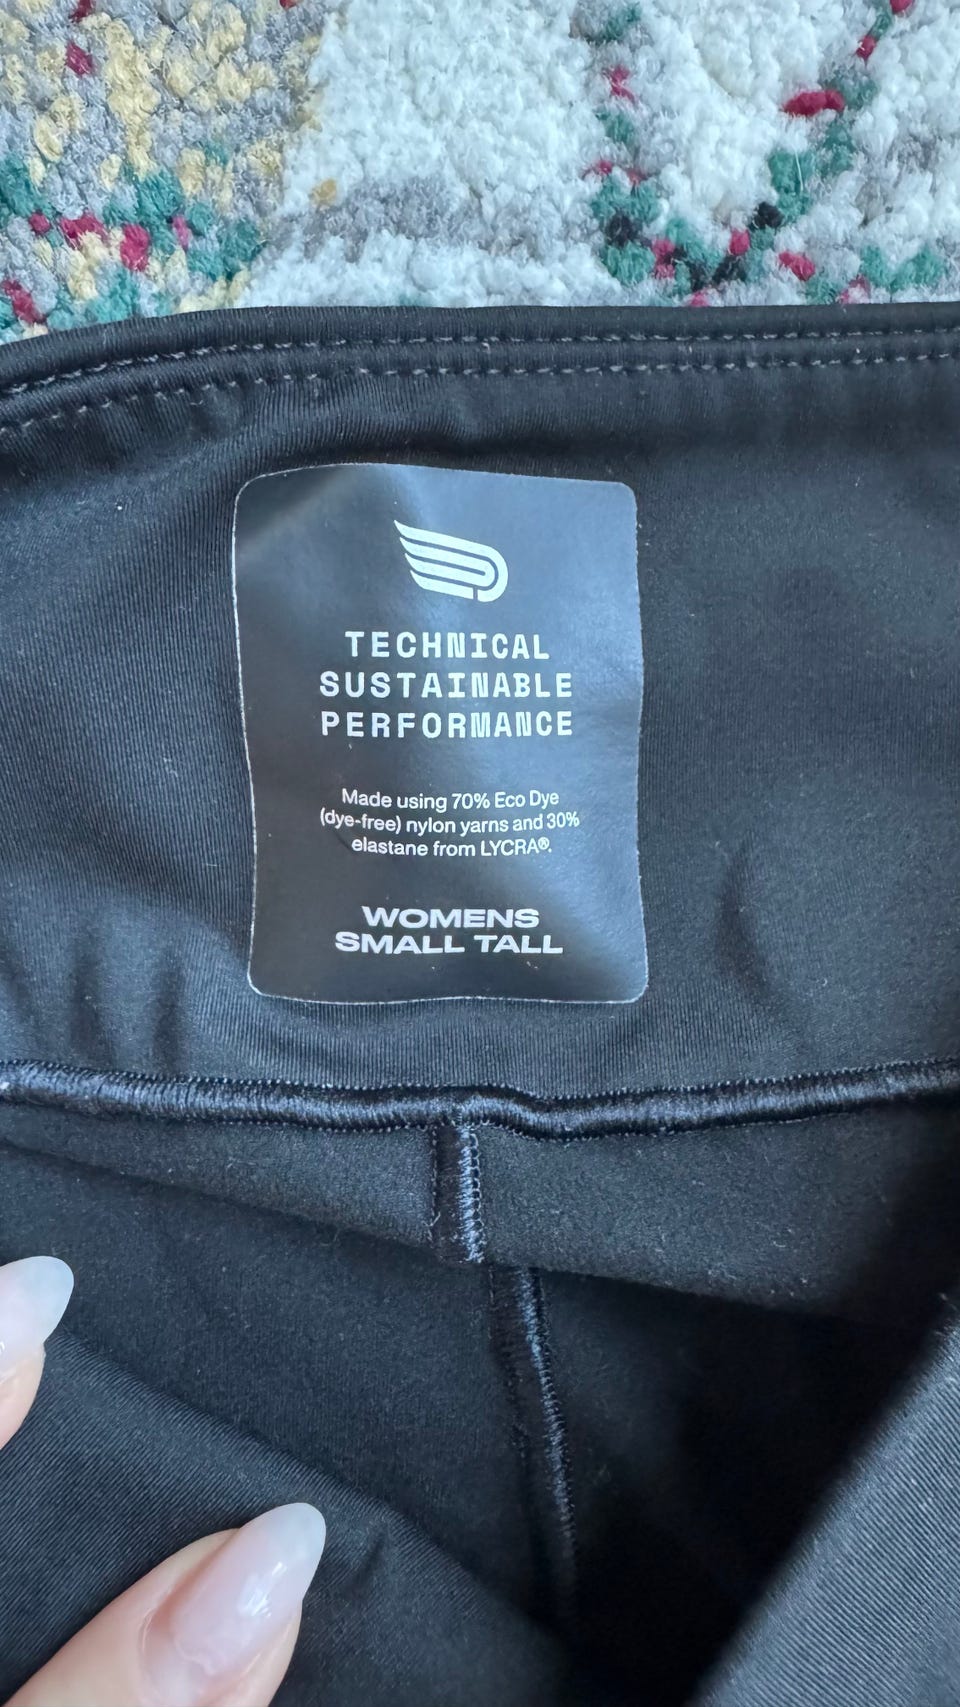 TECHNICAL
SUSTAINABLE
PERFORMANCE
Made using 70% Eco Dye
(dye-free) nylon yarns and 30%
elastane from LYCRA®.
WOMENS
SMALL TALL